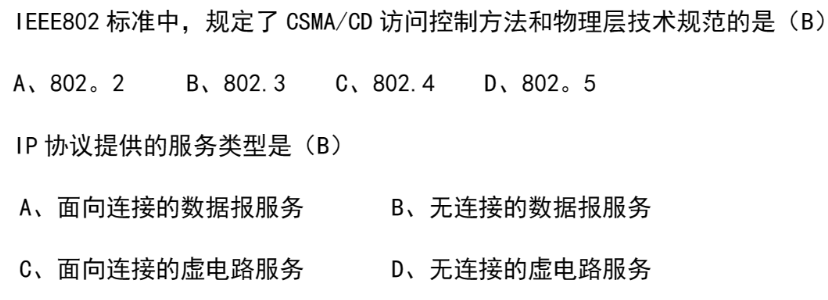 IEEE802 标准中，规定了 CSMA/CD 访问控制方法和物理层技术规范的是（B）
A、802。2 B、802.3 C、802.4 D、802。5
IP 协议提供的服务类型是（B）
A、面向连接的数据报服务 B、无连接的数据报服务
C、面向连接的虚电路服务 D、无连接的虚电路服务